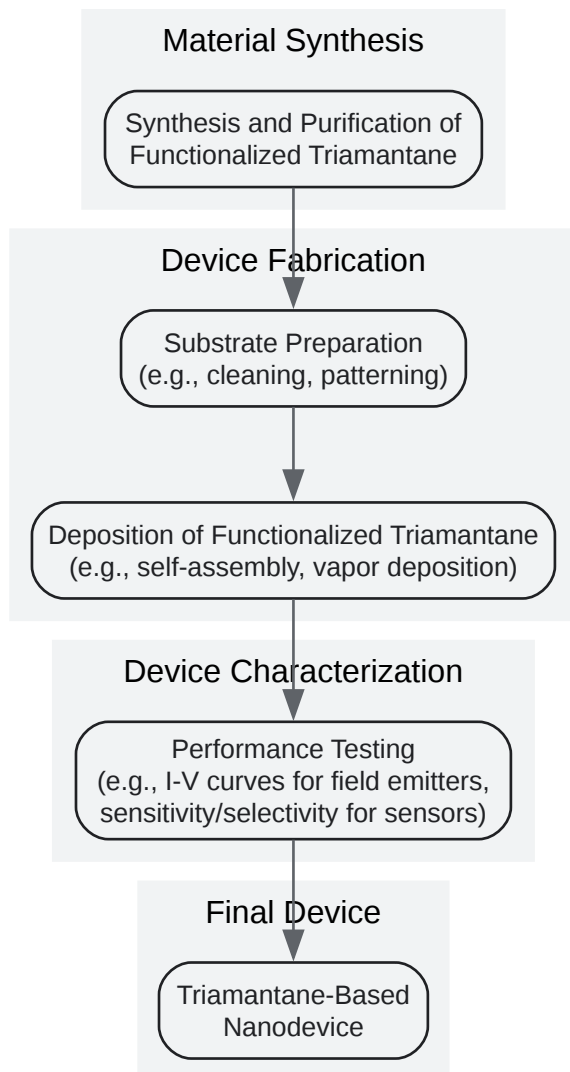 Material Synthesis
Synthesis and Purification of
Functionalized Triamantane
Device Fabrication
Substrate Preparation
(e.g., cleaning, patterning)
Deposition of Functionalized Triamantane
(e.g., self-assembly, vapor deposition)
Device Characterization
Performance Testing
(e.g., I-V curves for field emitters,
sensitivity/selectivity for sensors)
Final Device
Triamantane-Based
Nanodevice